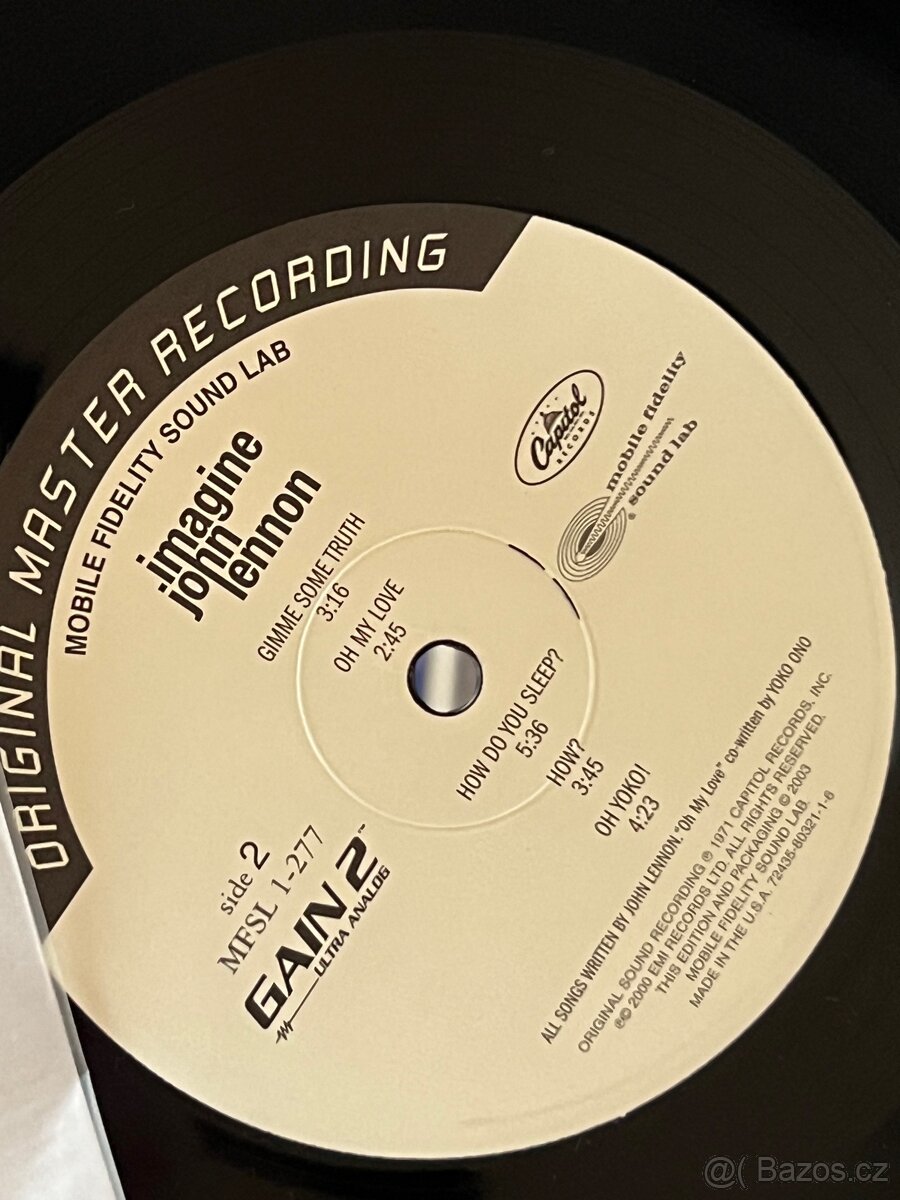 ORIGINAL MASTER RECORDING
MOBILE FIDELITY SOUND LAB
imagine
john
lennon
Capitol
RECORDS
mobile fidelity
® sound lab
GIMME SOME TRUTH
3:16
OH MY LOVE
2:45
HOW DO YOU SLEEP?
5:36
HOW?
3:45
OH YOKO!
4:23
side 2
MFSL 1-277
GAIN 2™
ULTRA ANALOG
ALL SONGS WRITTEN BY JOHN LENNON. "Oh My Love" co-written by YOKO ONO
ORIGINAL SOUND RECORDING ℗ 1971 CAPITOL RECORDS, INC.
℗© 2000 EMI RECORDS LTD. ALL RIGHTS RESERVED.
THIS EDITION AND PACKAGING © 2003
MOBILE FIDELITY SOUND LAB.
MADE IN THE U.S.A. 72435-80321-1-6
@( Bazos.cz